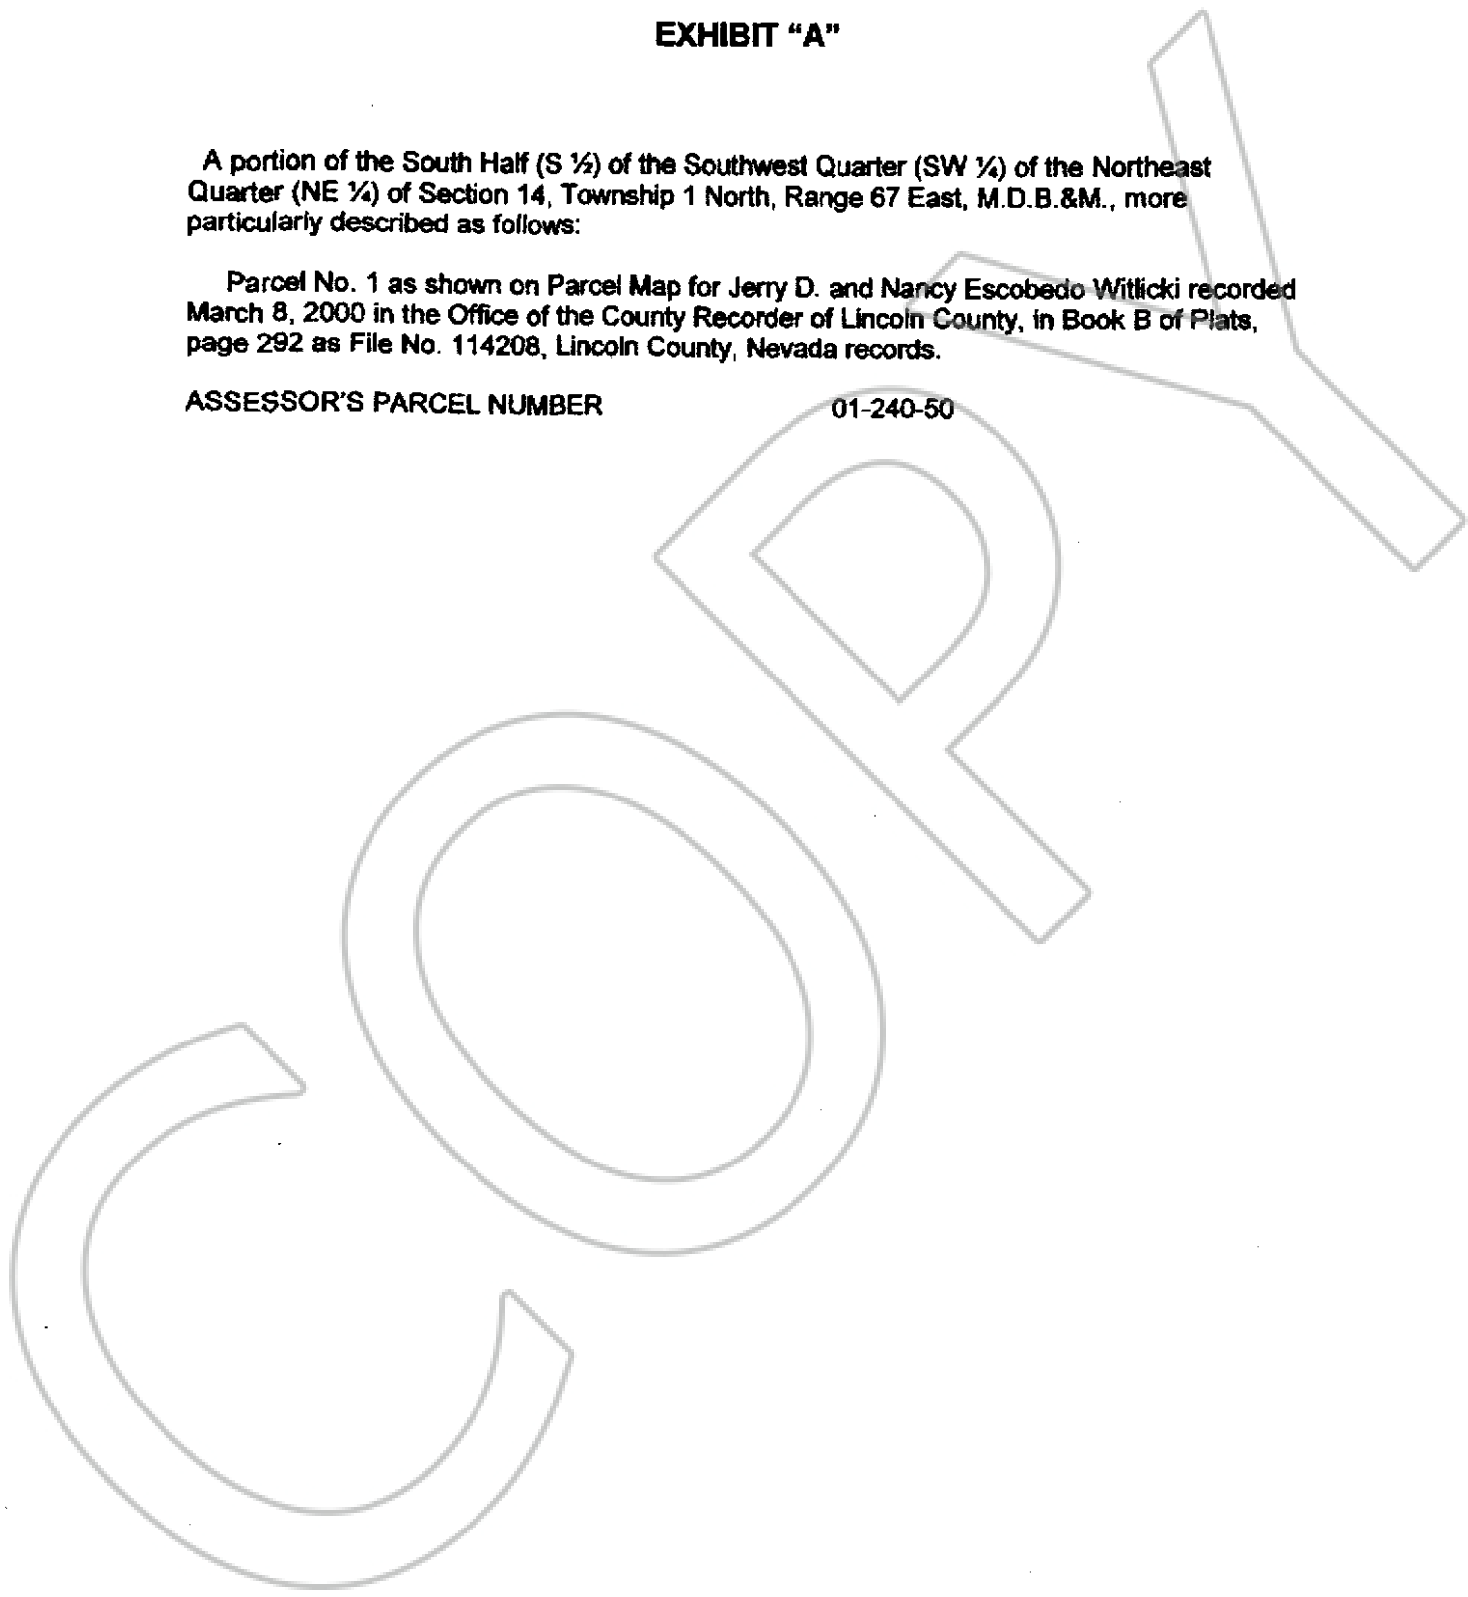 EXHIBIT “A”
A portion of the South Half (S ½) of the Southwest Quarter (SW ¼) of the Northeast
Quarter (NE ¼) of Section 14, Township 1 North, Range 67 East, M.D.B.&M., more
particularly described as follows:
Parcel No. 1 as shown on Parcel Map for Jerry D. and Nancy Escobedo Witlicki recorded
March 8, 2000 in the Office of the County Recorder of Lincoln County, in Book B of Plats,
page 292 as File No. 114208, Lincoln County, Nevada records.
ASSESSOR'S PARCEL NUMBER 01-240-50
COPY